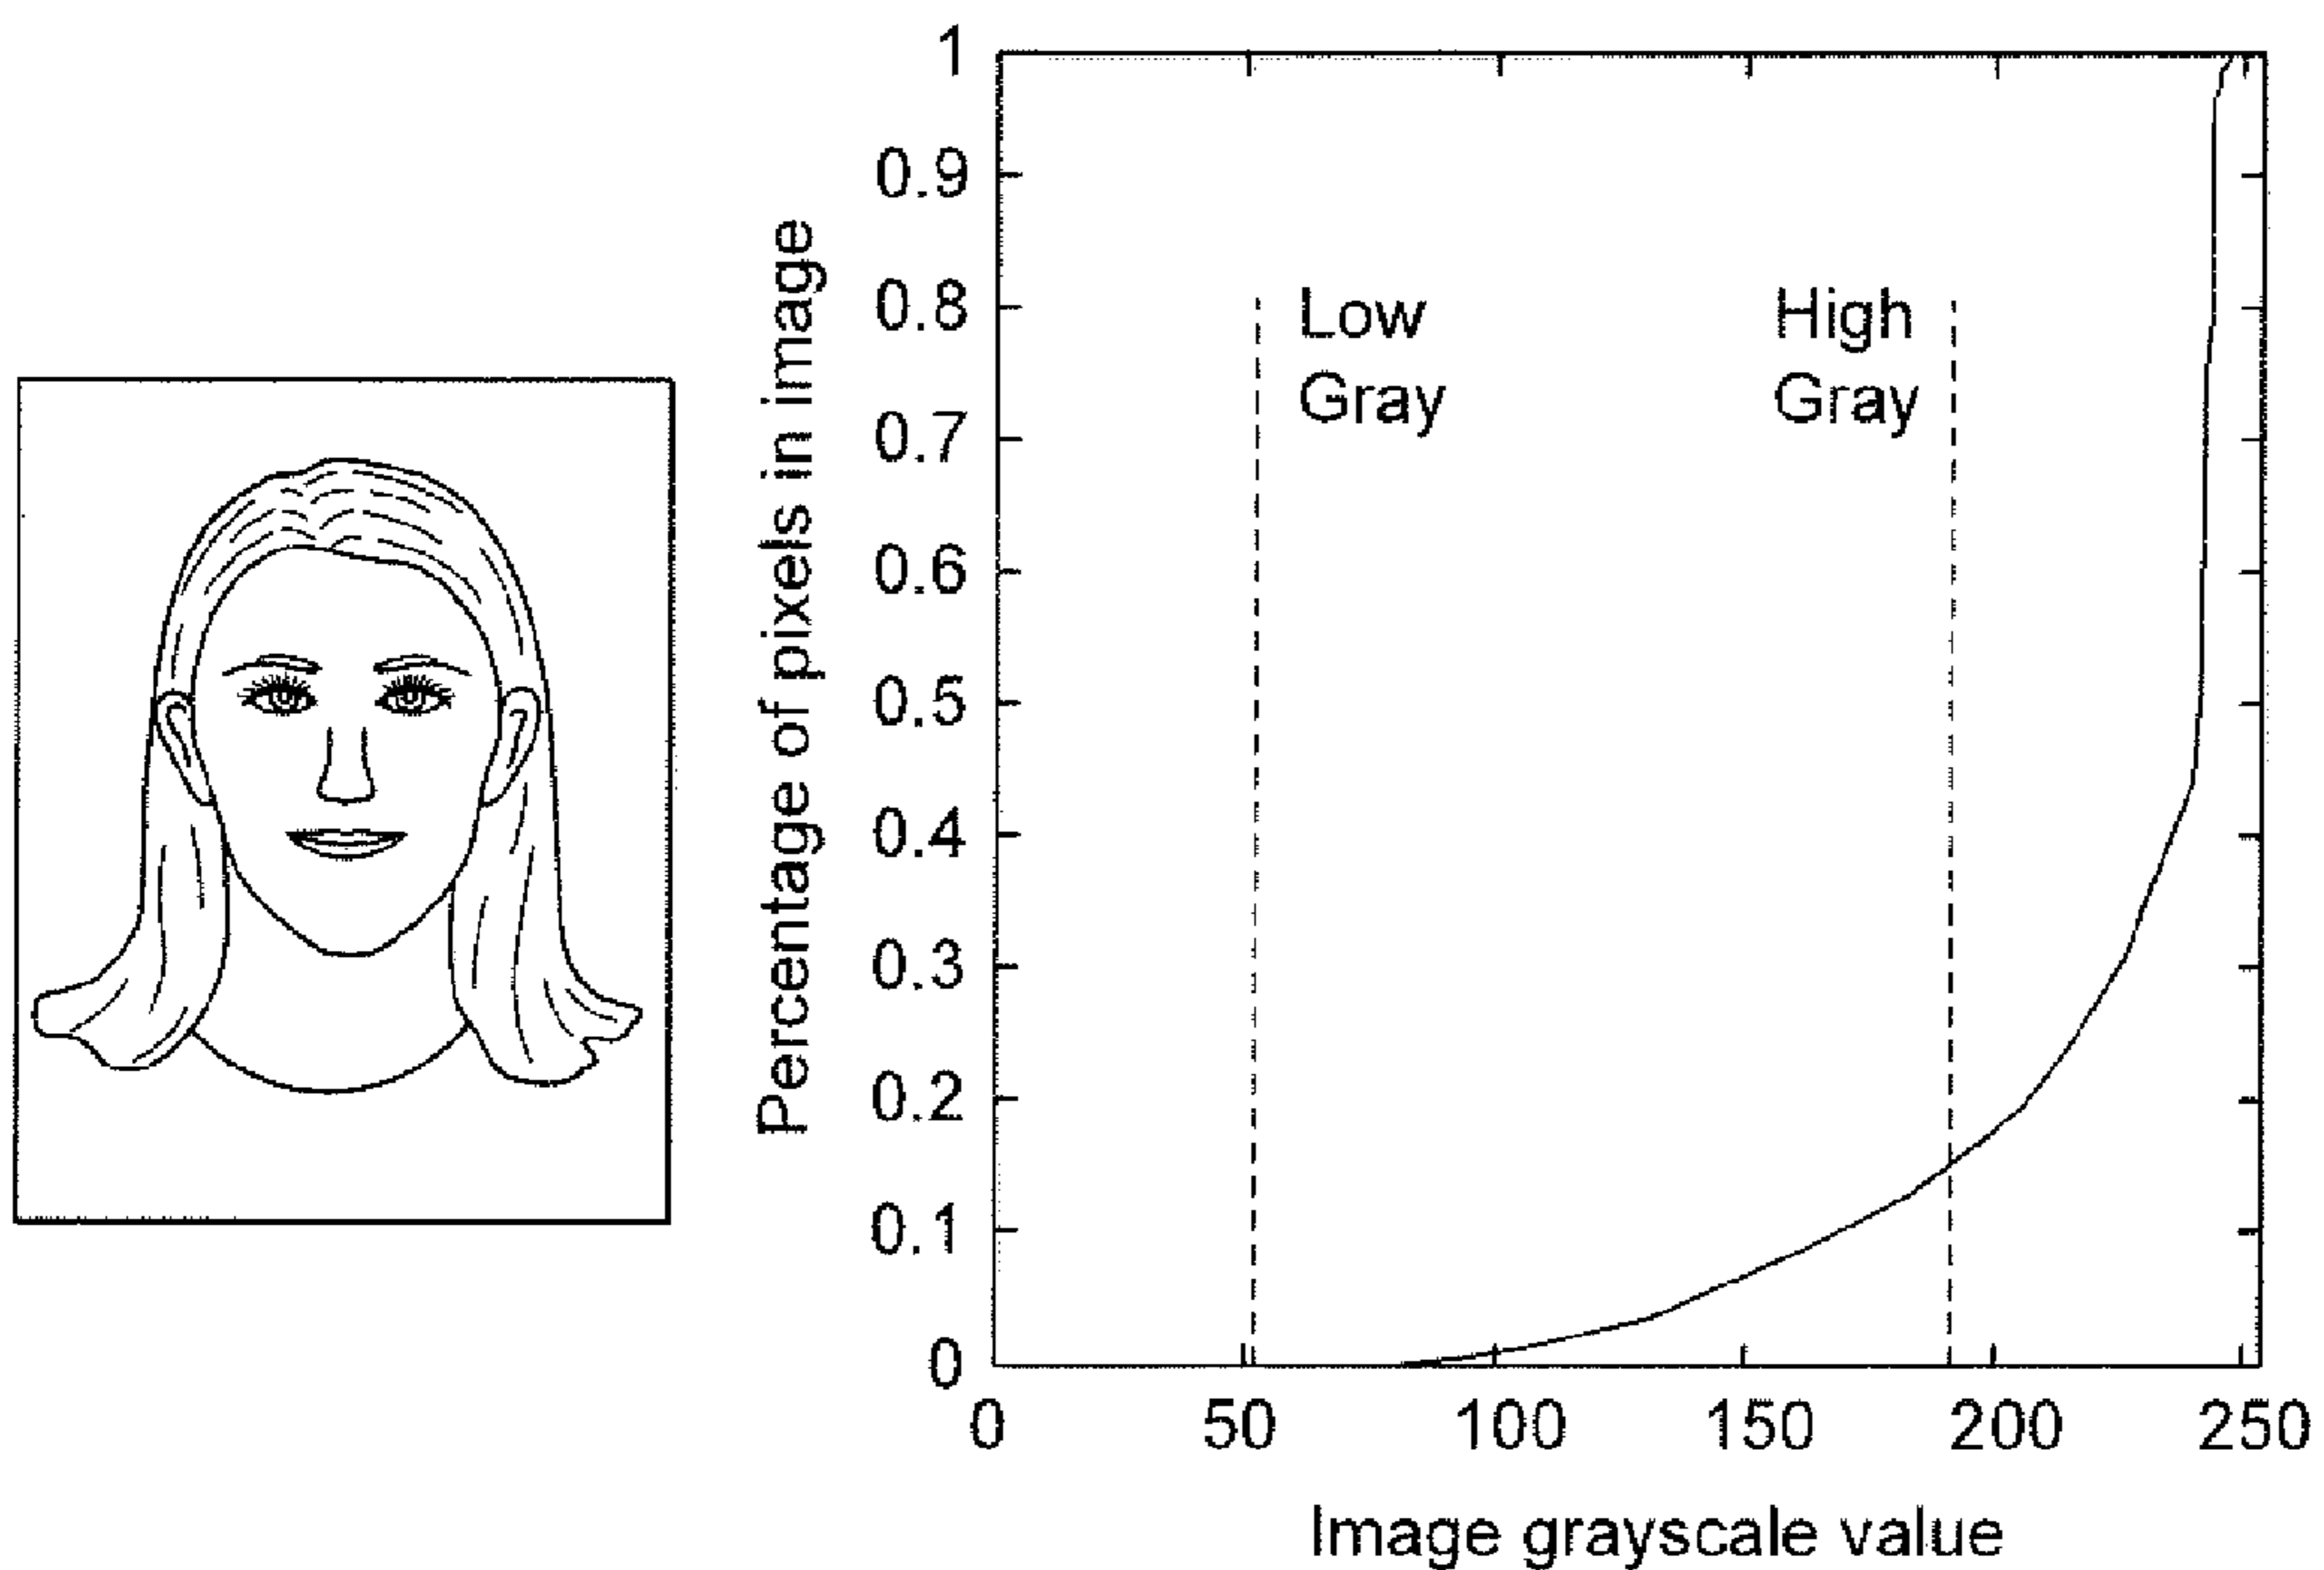 Percentage of pixels in image
1
0.9
0.8
0.7
0.6
0.5
0.4
0.3
0.2
0.1
0
Low
Gray
High
Gray
0 50 100 150 200 250
Image grayscale value